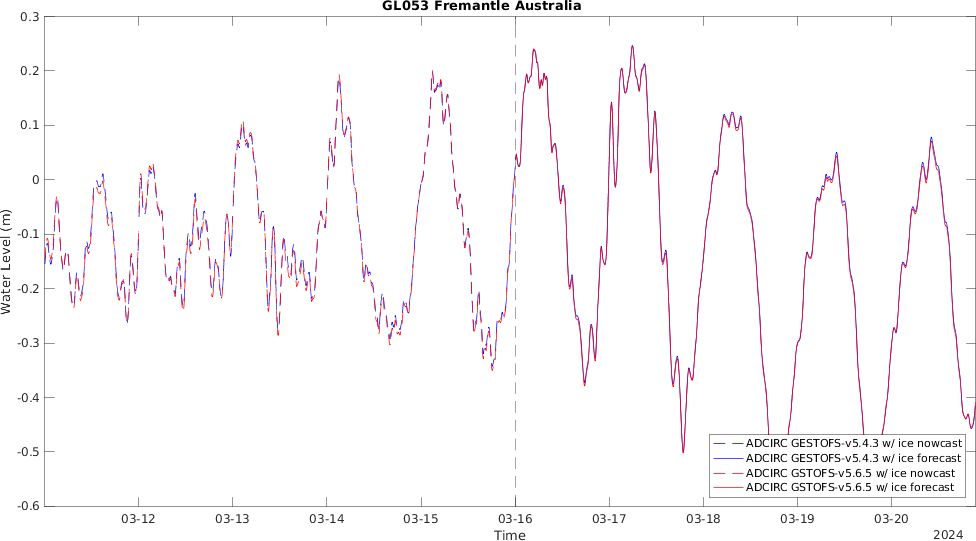 GL053 Fremantle Australia
0.3
0.2
0.1
0
-0.1
-0.2
-0.3
-0.4
-0.5
-0.6
Water Level (m)
ADCIRC GESTOFS-v5.4.3 w/ ice nowcast
ADCIRC GESTOFS-v5.4.3 w/ ice forecast
ADCIRC GSTOFS-v5.6.5 w/ ice nowcast
ADCIRC GSTOFS-v5.6.5 w/ ice forecast
03-12 03-13 03-14 03-15 03-16 03-17 03-18 03-19 03-20
Time
2024